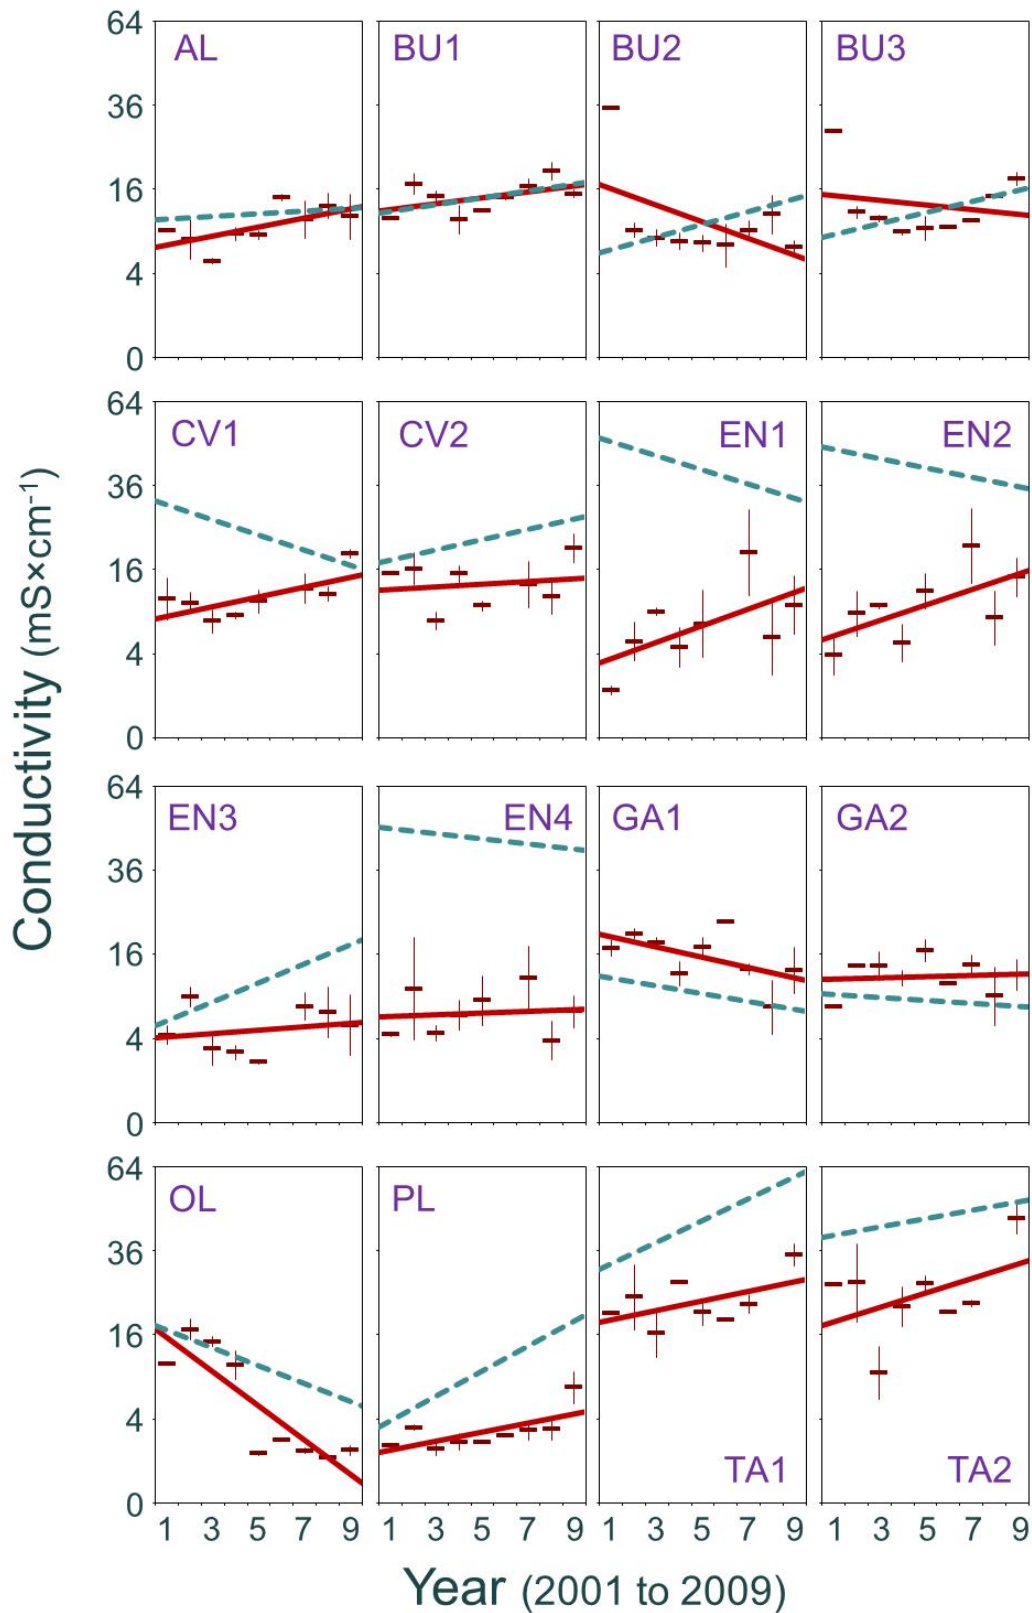 64
AL
BU1
BU2
BU3
36
16
4
0
64
CV1
CV2
EN1
EN2
36
16
4
0
Conductivity (mS×cm⁻¹)
64
EN3
EN4
GA1
GA2
36
16
4
0
64
OL
PL
36
16
4
TA1
TA2
0
1 3 5 7 9 1 3 5 7 9 1 3 5 7 9 1 3 5 7 9
Year (2001 to 2009)